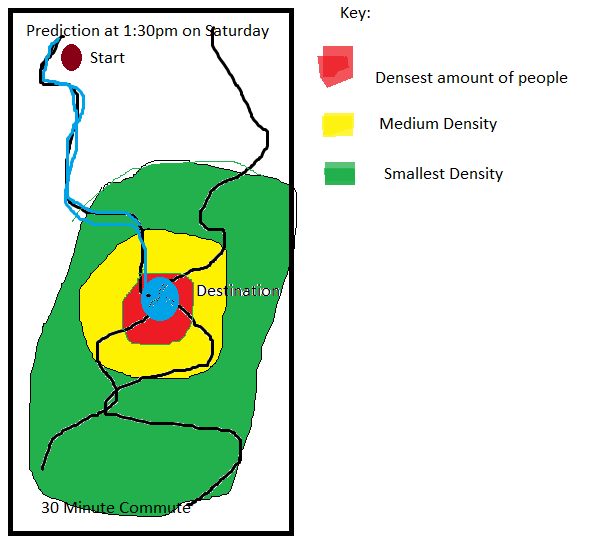 Prediction at 1:30pm on Saturday
Start
Destination
30 Minute Commute
Key:
Densest amount of people
Medium Density
Smallest Density